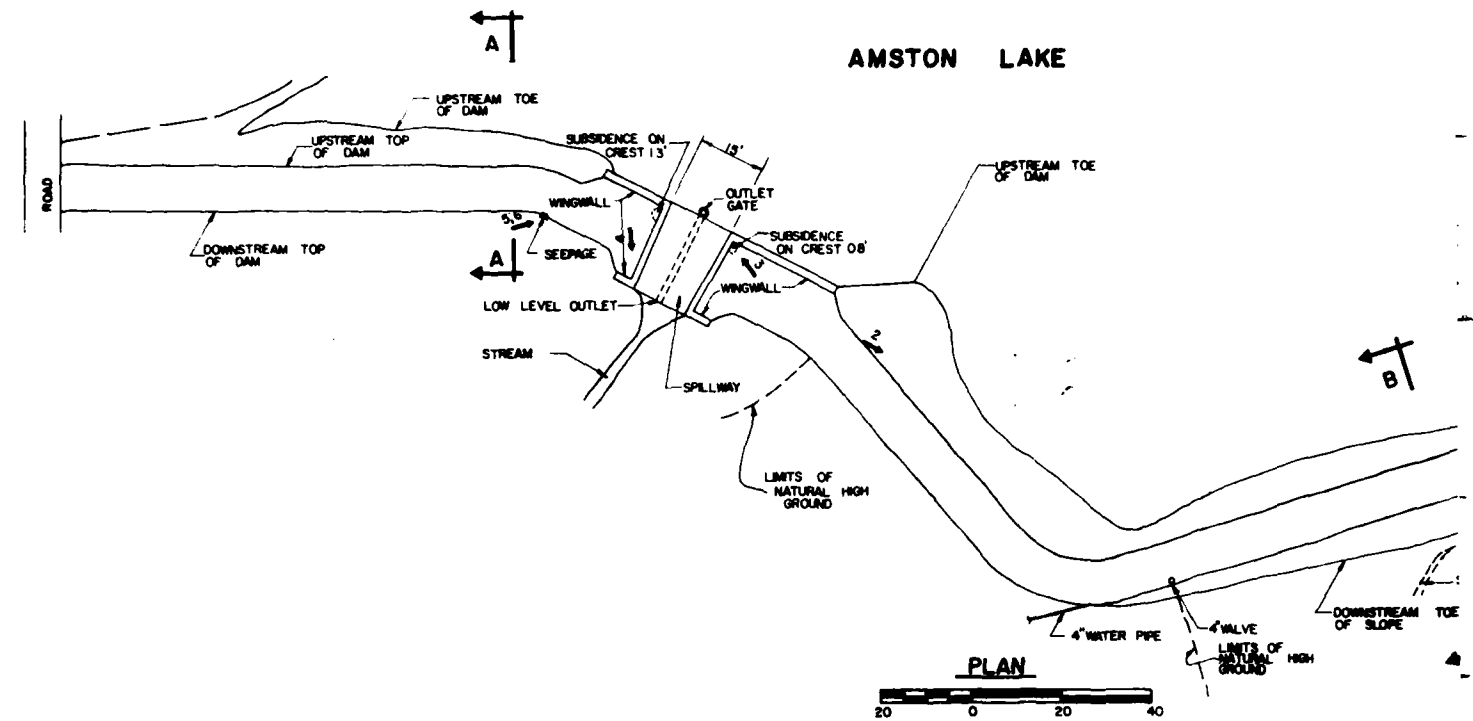 A
AMSTON LAKE
UPSTREAM TOE
OF DAM
UPSTREAM TOP
OF DAM
SUBSIDENCE ON
CREST 1 3'
15'
UPSTREAM TOE
OF DAM
ROAD
WINGWALL
OUTLET
GATE
5,6
4
DOWNSTREAM TOP
OF DAM
SEEPAGE
A
SUBSIDENCE
ON CREST 0 8'
3
WINGWALL
LOW LEVEL OUTLET
2
STREAM
SPILLWAY
B
LIMITS OF
NATURAL HIGH
GROUND
DOWNSTREAM TOE
OF SLOPE
4" WATER PIPE
4" VALVE
LIMITS OF
NATURAL HIGH
GROUND
PLAN
20 0 20 40